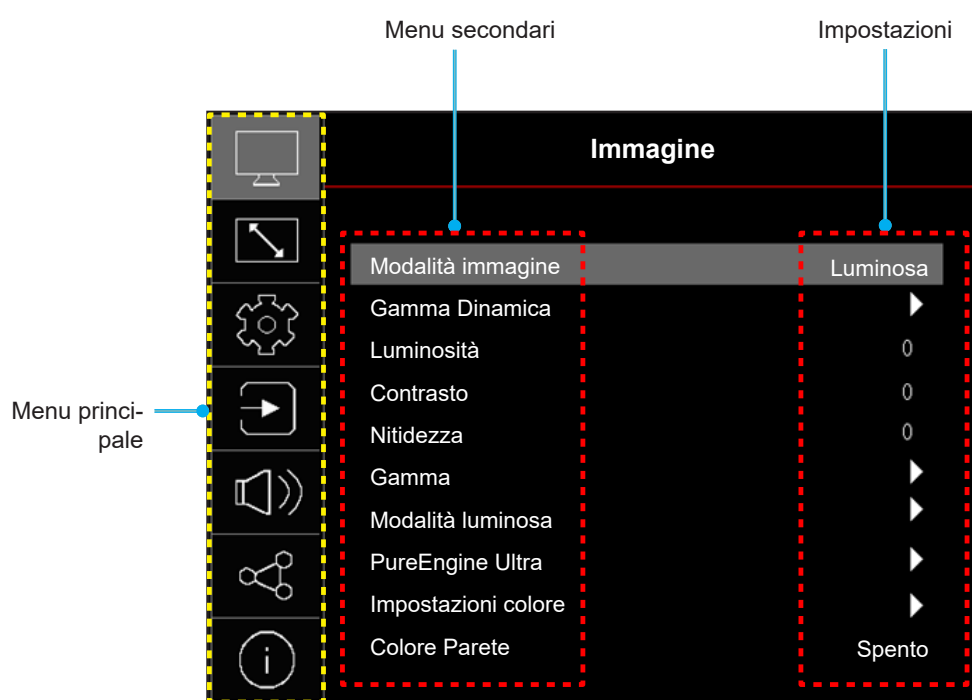 Menu secondari
Impostazioni
Immagine
Modalità immagine Luminosa
Gamma Dinamica
Luminosità 0
Contrasto 0
Nitidezza 0
Gamma
Modalità luminosa
PureEngine Ultra
Impostazioni colore
Colore Parete Spento
Menu princi-
pale
i